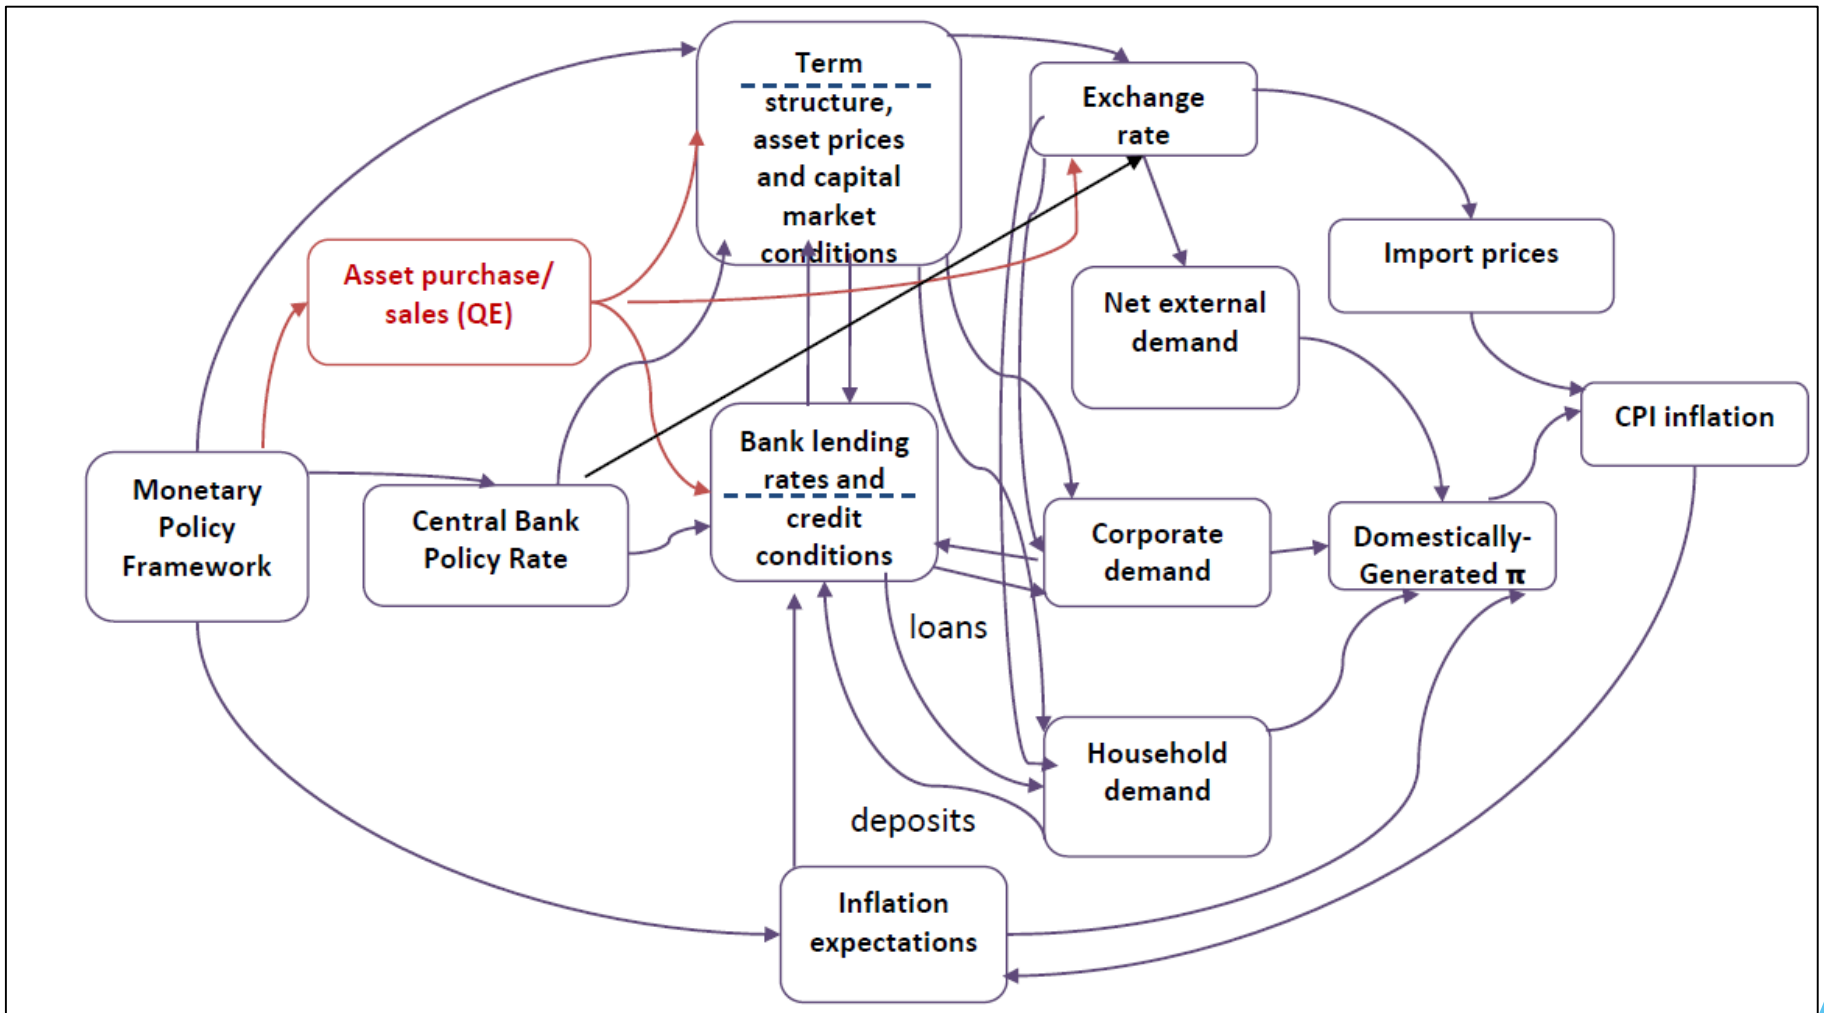 Term
structure,
asset prices
and capital
market
conditions
Exchange
rate
Import prices
Asset purchase/
sales (QE)
Net external
demand
CPI inflation
Bank lending
rates and
credit
conditions
Monetary
Policy
Framework
Central Bank
Policy Rate
Corporate
demand
Domestically-
Generated π
loans
Household
demand
deposits
Inflation
expectations